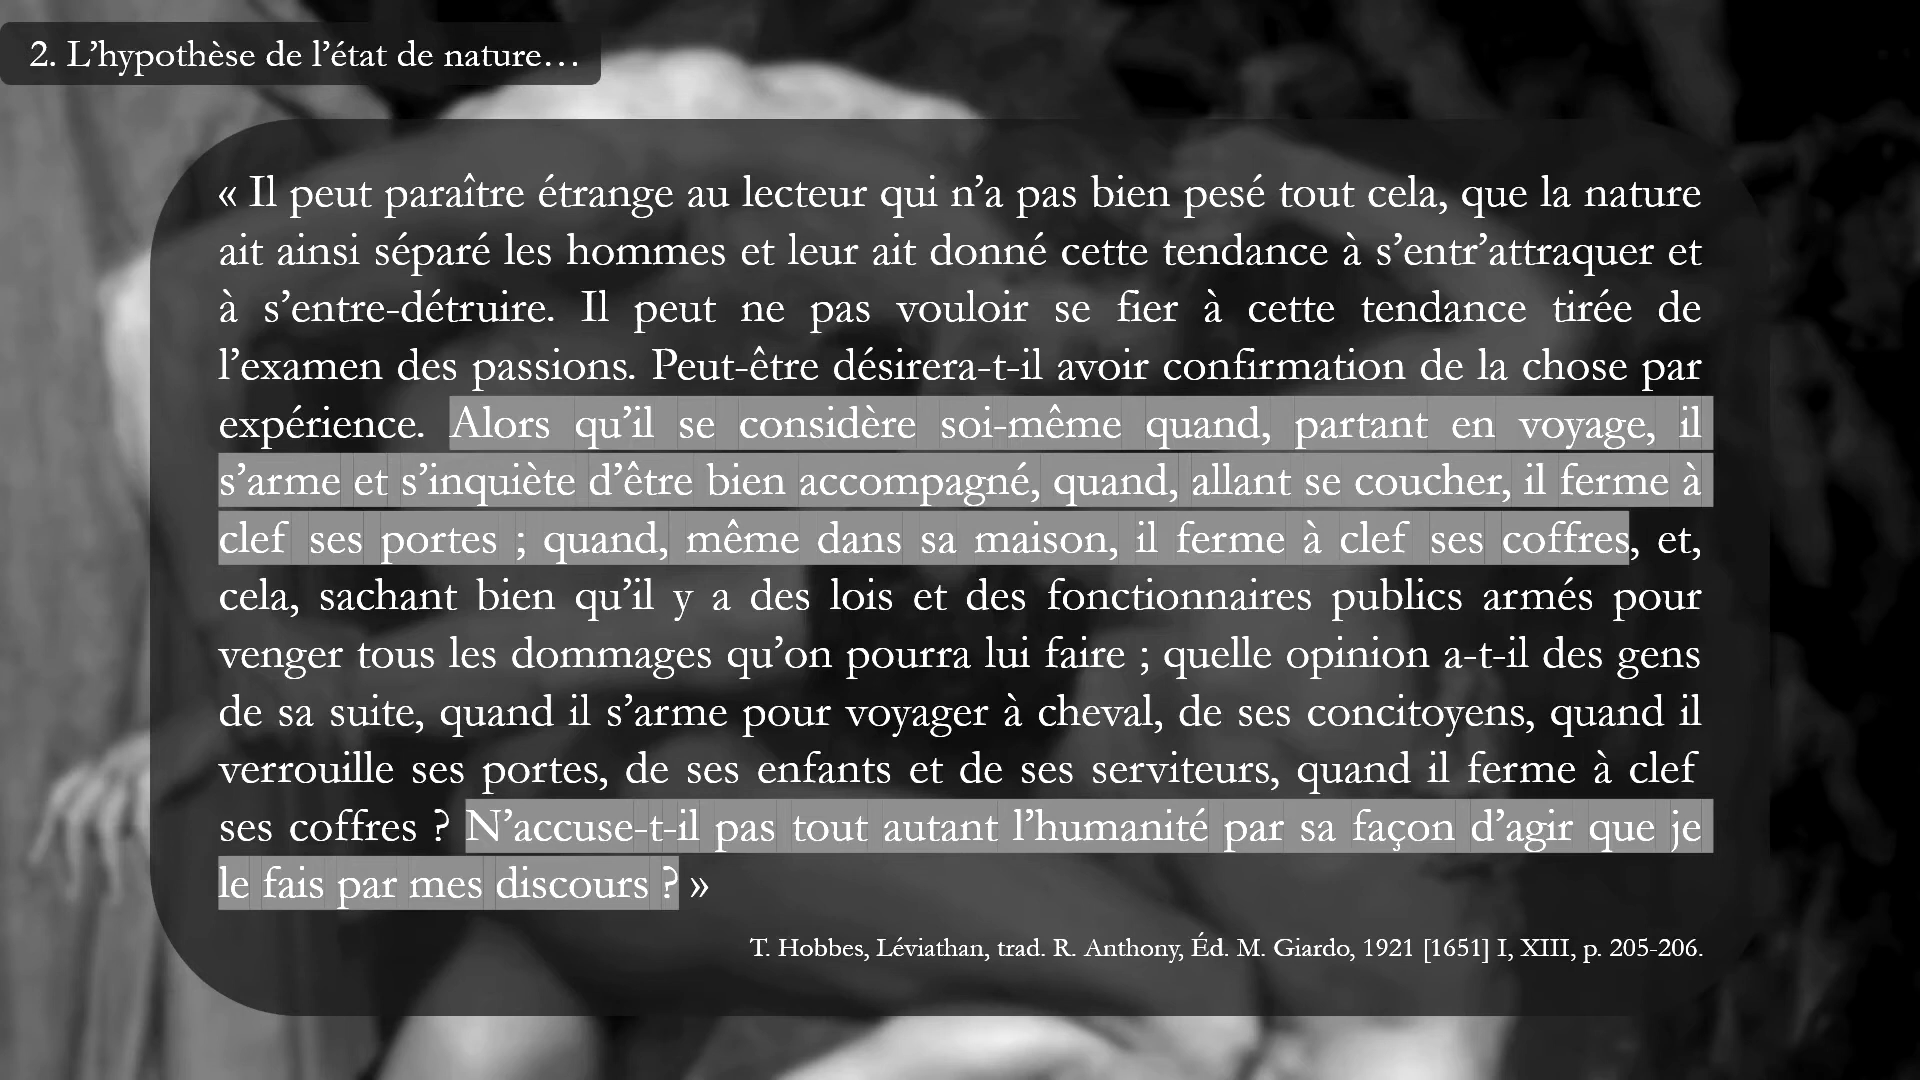 2. L’hypothèse de l’état de nature…
« Il peut paraître étrange au lecteur qui n’a pas bien pesé tout cela, que la nature
ait ainsi séparé les hommes et leur ait donné cette tendance à s’entr’attraquer et
à s’entre-détruire. Il peut ne pas vouloir se fier à cette tendance tirée de
l’examen des passions. Peut-être désirera-t-il avoir confirmation de la chose par
expérience. Alors qu’il se considère soi-même quand, partant en voyage, il
s’arme et s’inquiète d’être bien accompagné, quand, allant se coucher, il ferme à
clef ses portes ; quand, même dans sa maison, il ferme à clef ses coffres, et,
cela, sachant bien qu’il y a des lois et des fonctionnaires publics armés pour
venger tous les dommages qu’on pourra lui faire ; quelle opinion a-t-il des gens
de sa suite, quand il s’arme pour voyager à cheval, de ses concitoyens, quand il
verrouille ses portes, de ses enfants et de ses serviteurs, quand il ferme à clef
ses coffres ? N’accuse-t-il pas tout autant l’humanité par sa façon d’agir que je
le fais par mes discours ? »
T. Hobbes, Léviathan, trad. R. Anthony, Éd. M. Giardo, 1921 [1651] I, XIII, p. 205-206.